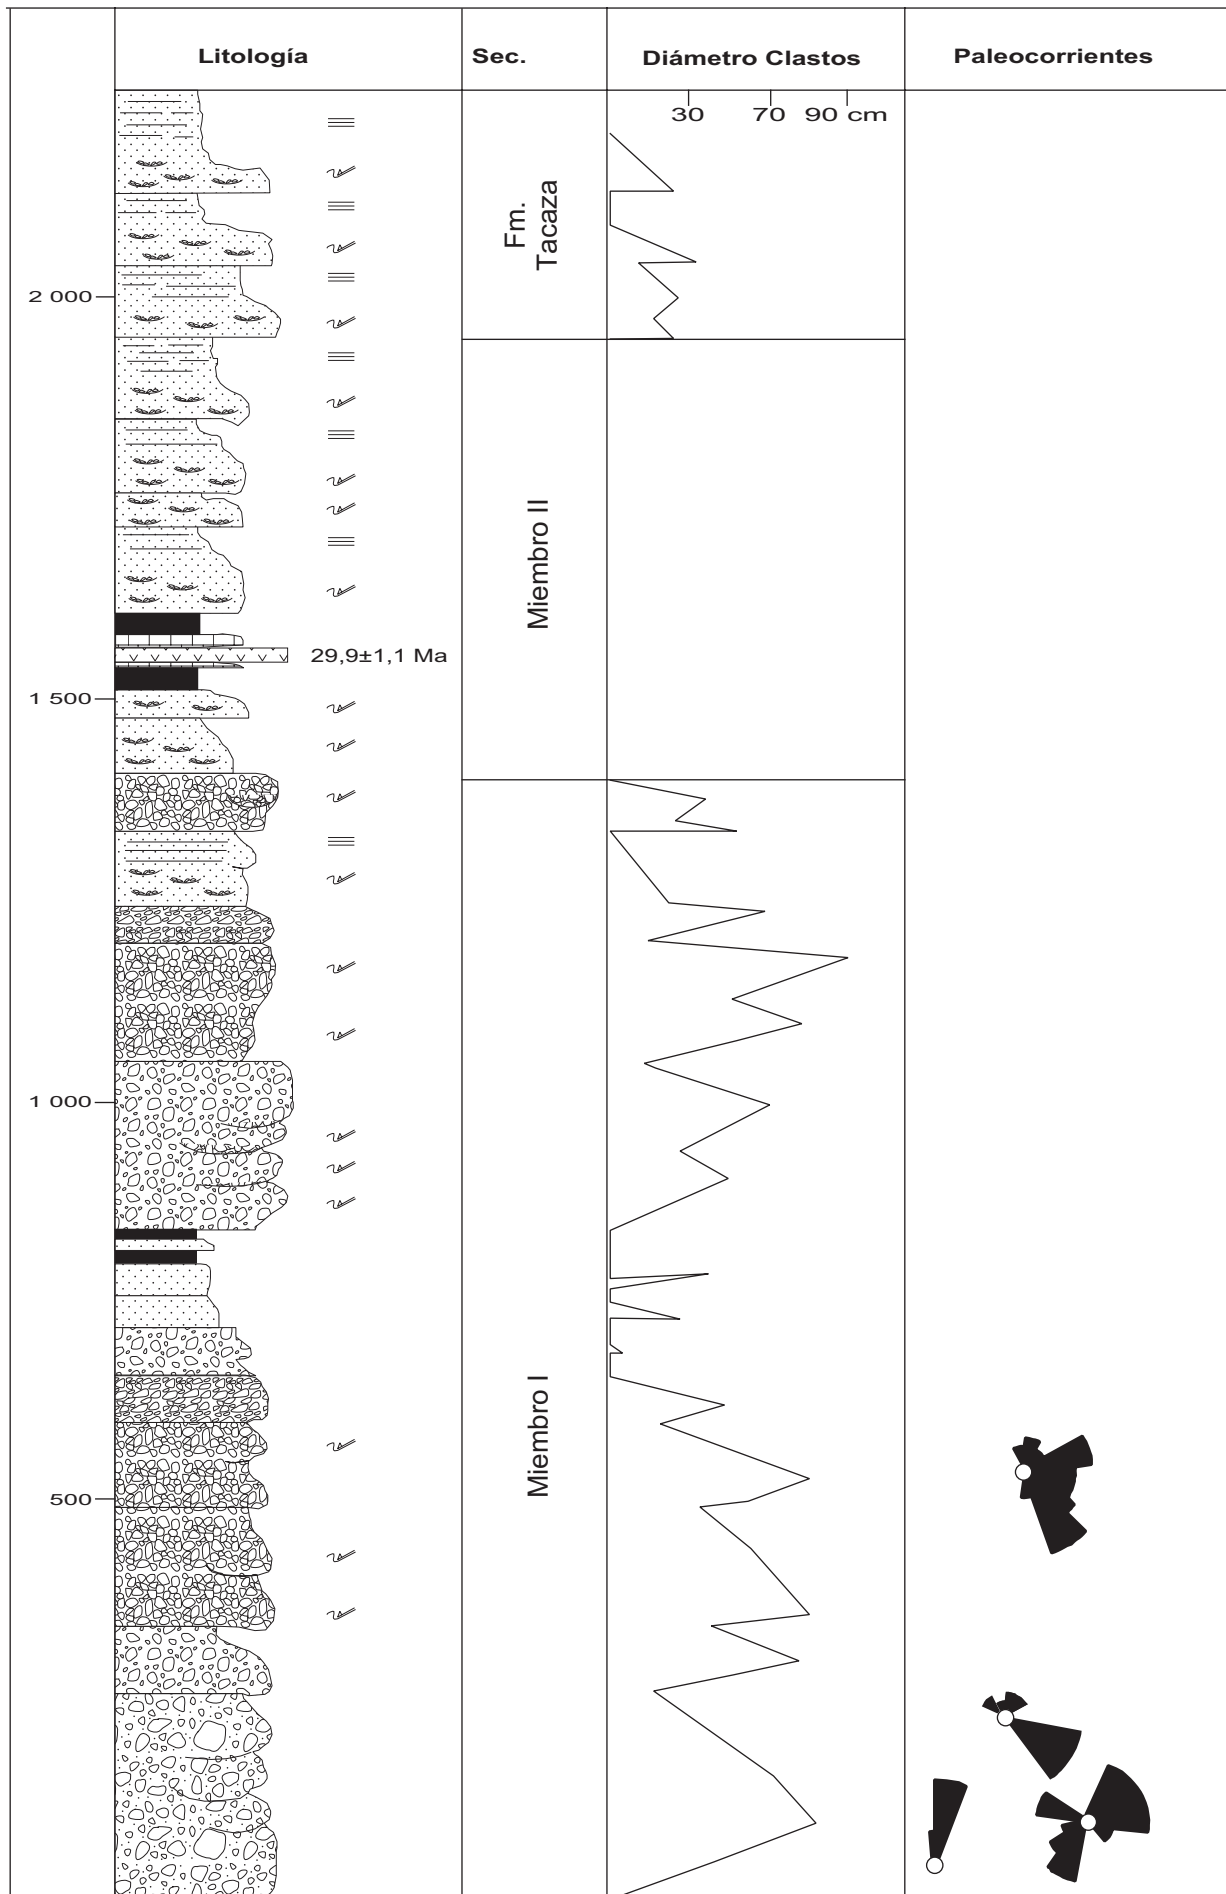 Litología
Sec.
Diámetro Clastos
Paleocorrientes
30 70 90 cm
Fm.
Tacaza
2 000
Miembro II
29,9±1,1 Ma
1 500
1 000
Miembro I
500